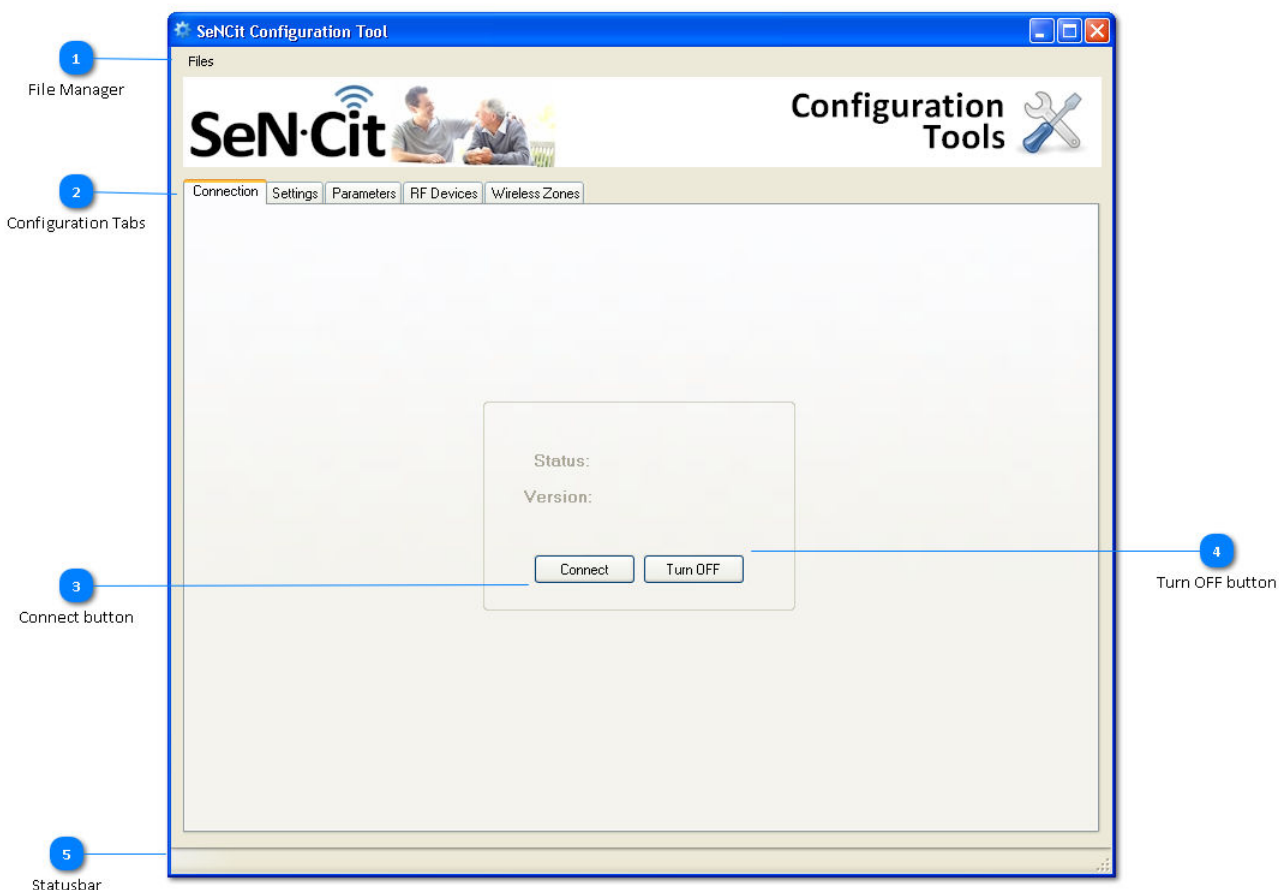 SeNCit Configuration Tool
1
File Manager
Files
SeN·Cit
Configuration
Tools
2
Configuration Tabs
Connection Settings Parameters RF Devices Wireless Zones
Status:
Version:
Connect Turn OFF
3
Connect button
4
Turn OFF button
5
Statusbar